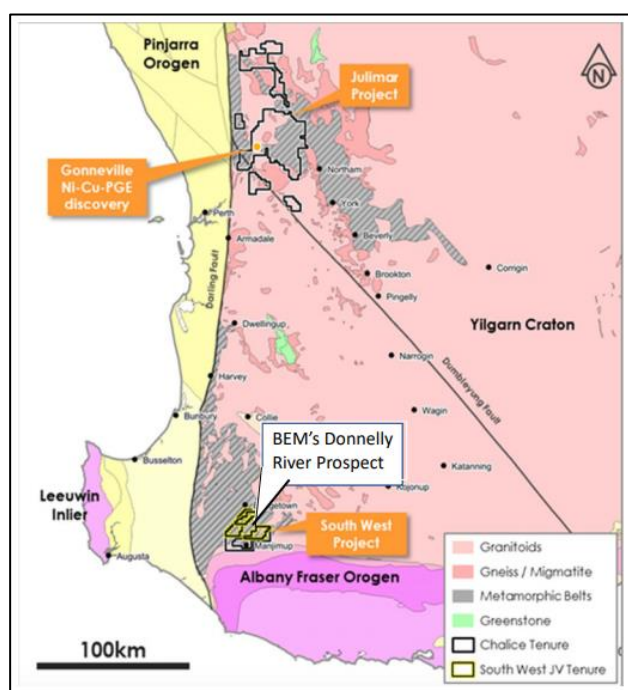 Pinjarra
Orogen
Julimar
Project
N
Gonneville
Ni-Cu-PGE
discovery
Northam
York
Perth
Beverly
Armadale
Darling Fault
Brookton
Corrigin
Pingelly
Yilgarn Craton
Dwellingup
Narrogin
Dumbleyung Fault
Harvey
Wagin
Bunbury
Collie
BEM's Donnelly
River Prospect
Busselton
Katanning
Kojonup
Leeuwin
Inlier
South West
Project
Manjimup
Augusta
Albany Fraser Orogen
Granitoids
Gneiss / Migmatite
Metamorphic Belts
Greenstone
Chalice Tenure
South West JV Tenure
100km